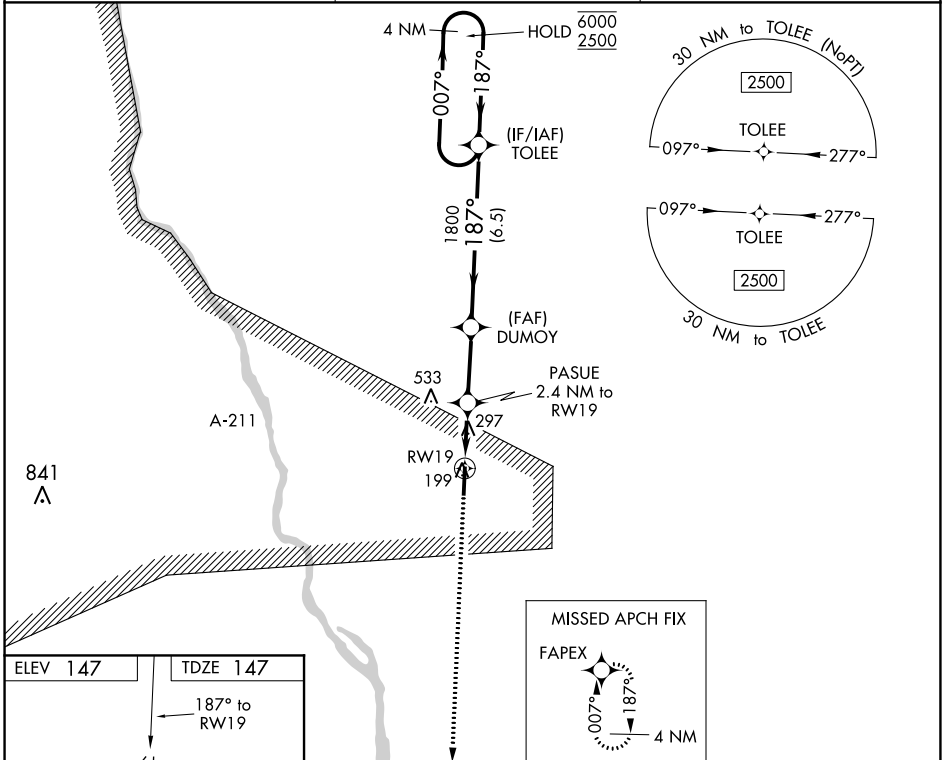 4 NM
HOLD
6000
2500
007°
187°
(IF/IAF)
TOLEE
1800
187°
(6.5)
(FAF)
DUMOY
PASUE
2.4 NM to
RW19
533
297
RW19
199
A-211
841
30 NM to TOLEE (NoPT)
2500
TOLEE
097°
277°
097°
277°
TOLEE
2500
30 NM to TOLEE
MISSED APCH FIX
FAPEX
007°
187°
4 NM
ELEV 147
TDZE 147
187° to
RW19